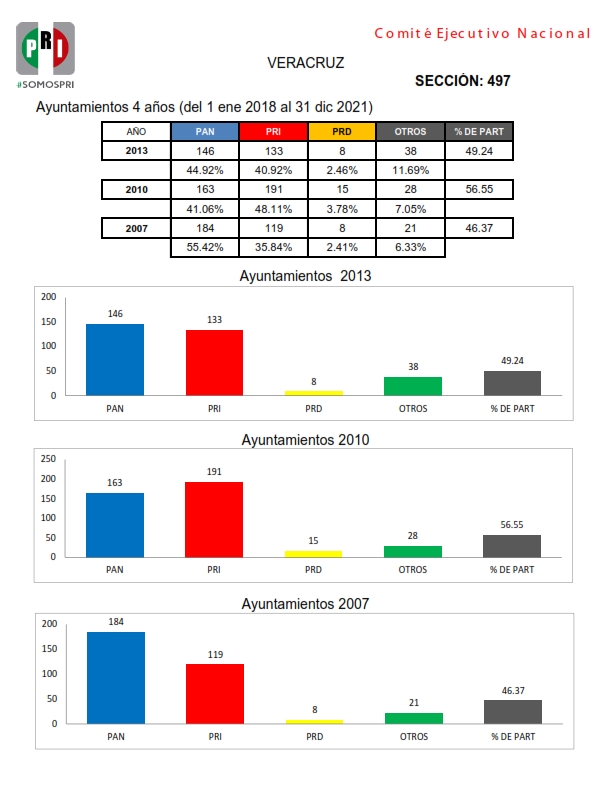 Comité Ejecutivo Nacional
PRI
#SOMOSPRI
VERACRUZ
SECCIÓN: 497
Ayuntamientos 4 años (del 1 ene 2018 al 31 dic 2021)
AÑO PAN PRI PRD OTROS % DE PART
2013 146 133 8 38 49.24
44.92% 40.92% 2.46% 11.69%
2010 163 191 15 28 56.55
41.06% 48.11% 3.78% 7.05%
2007 184 119 8 21 46.37
55.42% 35.84% 2.41% 6.33%
Ayuntamientos 2013
200
150
100
50
0
146 133 8 38 49.24
PAN PRI PRD OTROS % DE PART
Ayuntamientos 2010
250
200
150
100
50
0
163 191 15 28 56.55
PAN PRI PRD OTROS % DE PART
Ayuntamientos 2007
200
150
100
50
0
184 119 8 21 46.37
PAN PRI PRD OTROS % DE PART